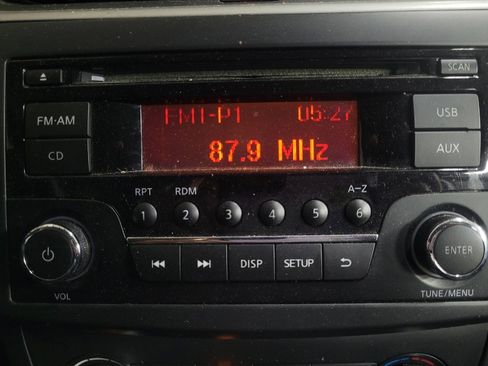 SCAN
FM·AM
FM1-P1 05:27
USB
CD
87.9 MHz
AUX
RPT RDM A–Z
1 2 3 4 5 6
VOL
DISP SETUP
ENTER
TUNE/MENU